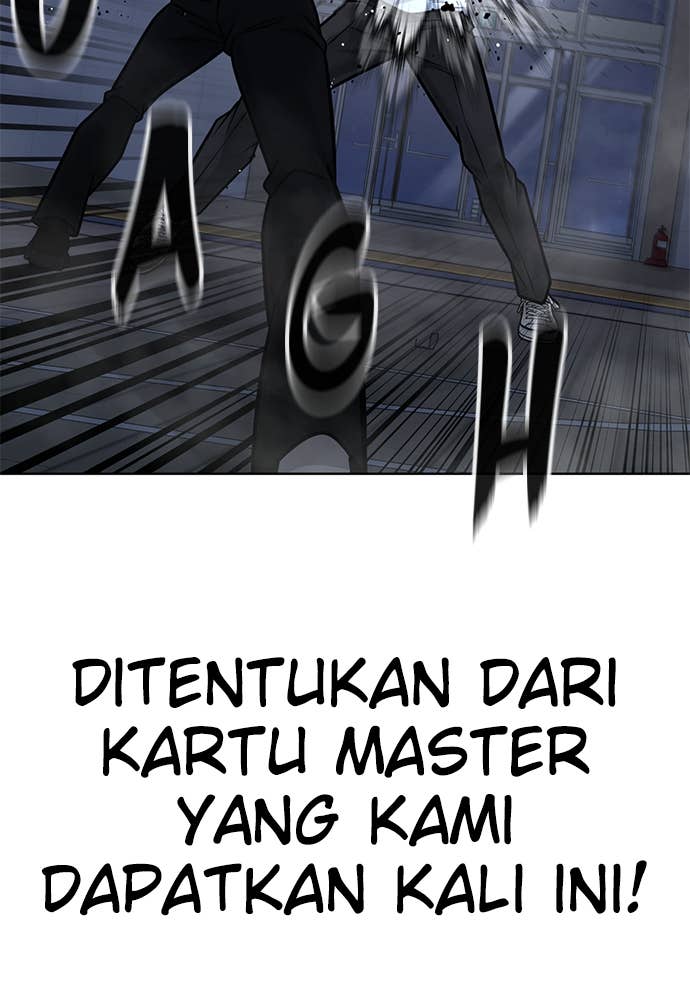 U
A
G
H
DITENTUKAN DARI
KARTU MASTER
YANG KAMI
DAPATKAN KALI INI!